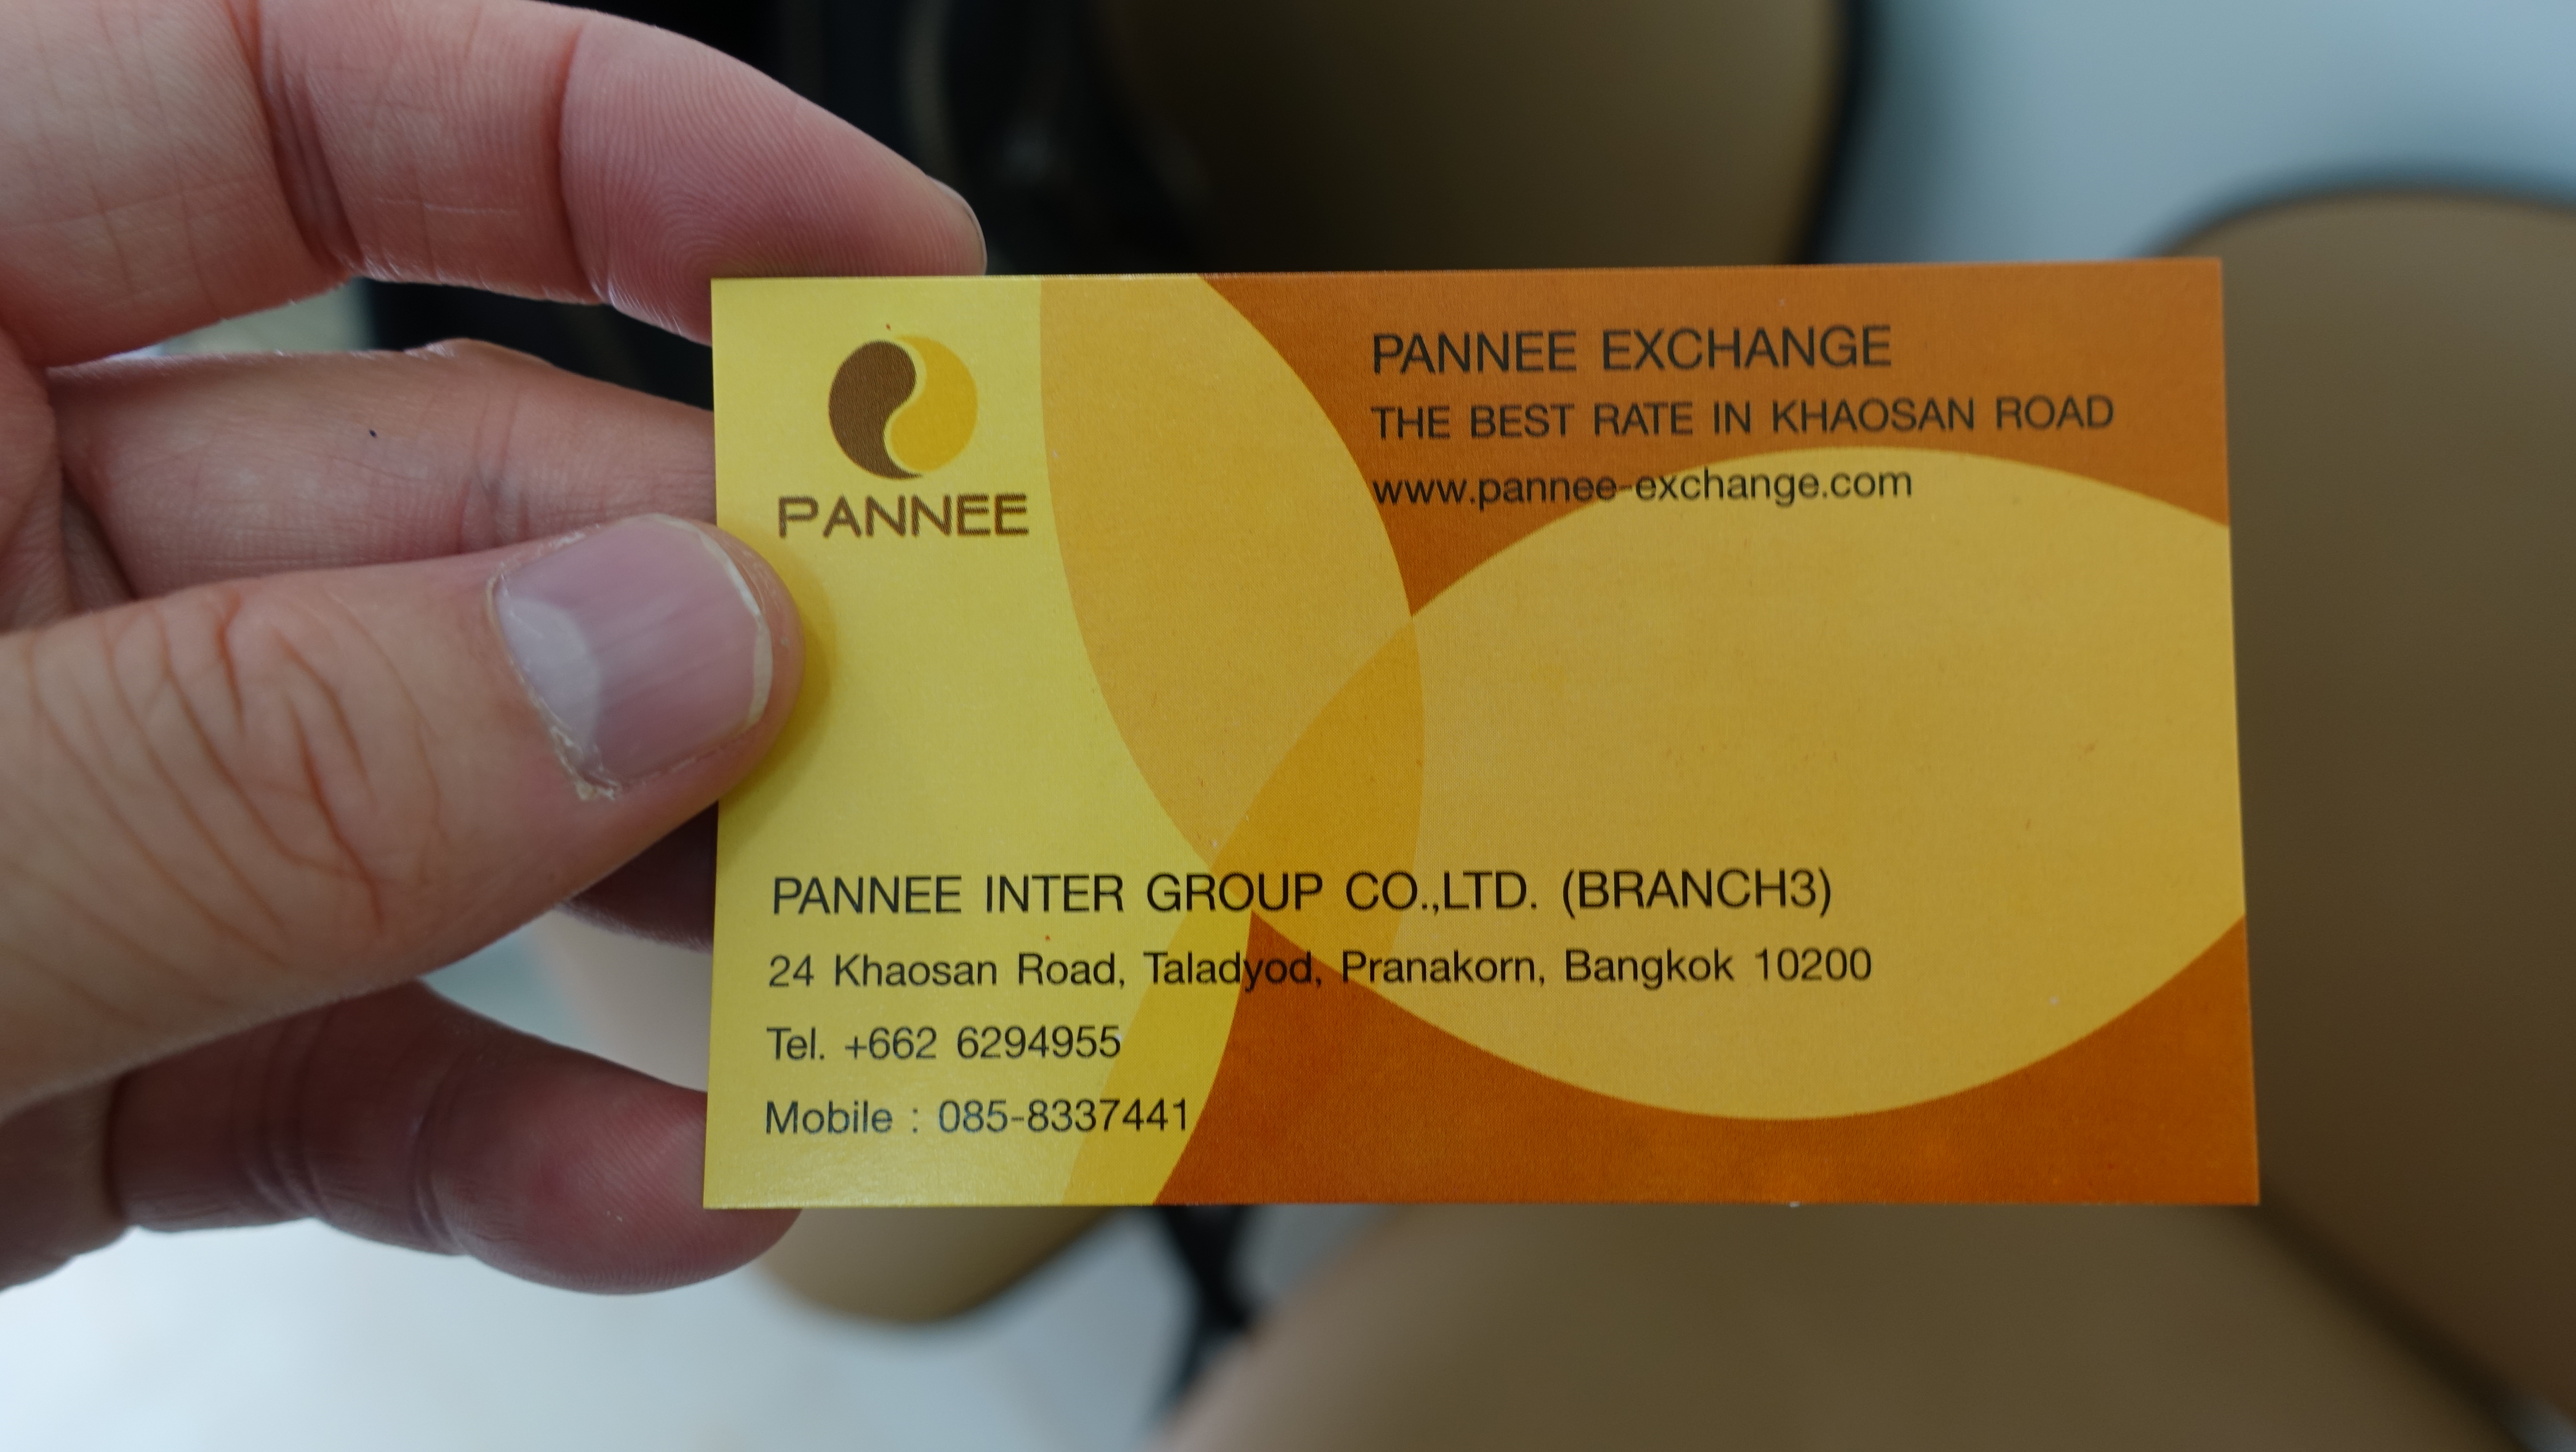 PANNEE
PANNEE EXCHANGE
THE BEST RATE IN KHAOSAN ROAD
www.pannee-exchange.com
PANNEE INTER GROUP CO.,LTD. (BRANCH3)
24 Khaosan Road, Taladyod, Pranakorn, Bangkok 10200
Tel. +662 6294955
Mobile : 085-8337441